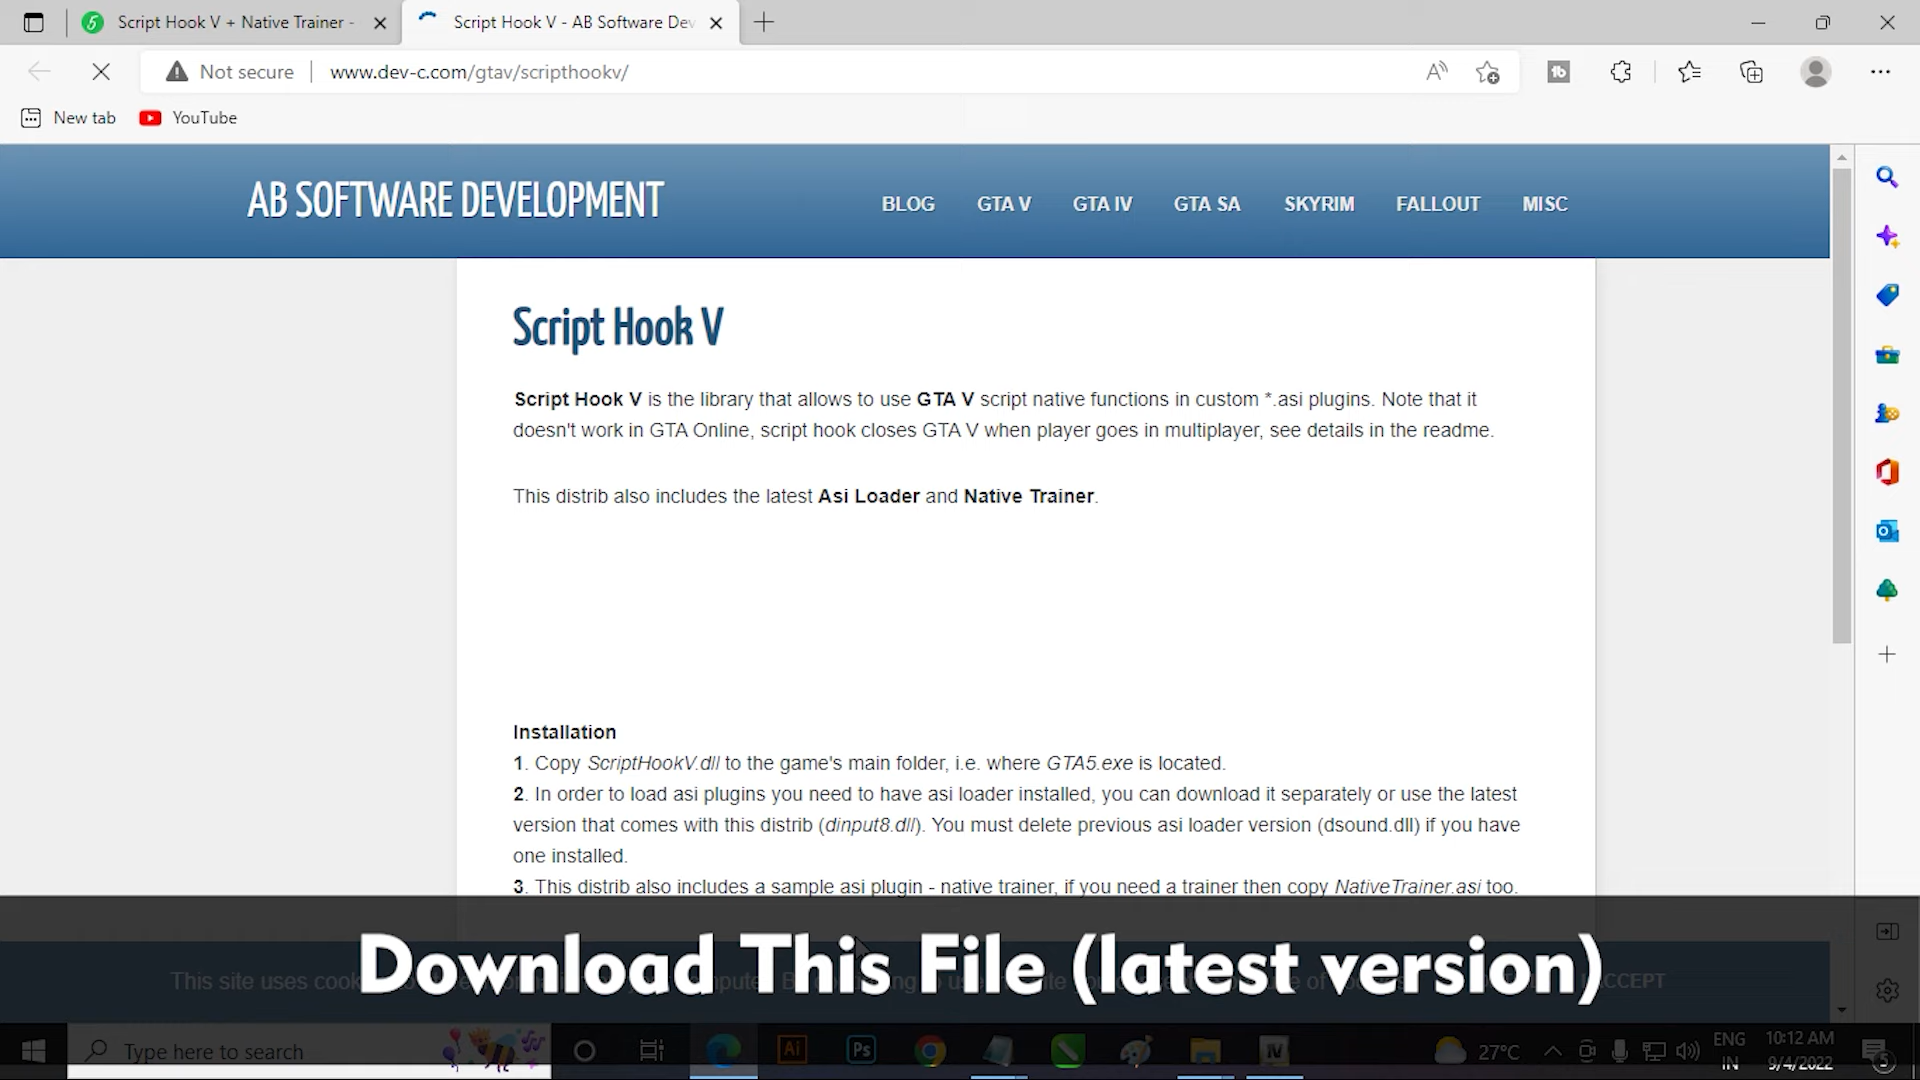 Script Hook V + Native Trainer -
Script Hook V - AB Software Dev
Not secure
www.dev-c.com/gtav/scripthookv/
New tab
YouTube
AB SOFTWARE DEVELOPMENT
BLOG
GTA V
GTA IV
GTA SA
SKYRIM
FALLOUT
MISC
Script Hook V
Script Hook V is the library that allows to use GTA V script native functions in custom *.asi plugins. Note that it
doesn't work in GTA Online, script hook closes GTA V when player goes in multiplayer, see details in the readme.
This distrib also includes the latest Asi Loader and Native Trainer.
Installation
1. Copy ScriptHookV.dll to the game's main folder, i.e. where GTA5.exe is located.
2. In order to load asi plugins you need to have asi loader installed, you can download it separately or use the latest
version that comes with this distrib (dinput8.dll). You must delete previous asi loader version (dsound.dll) if you have
one installed.
3. This distrib also includes a sample asi plugin - native trainer, if you need a trainer then copy NativeTrainer.asi too.
This site uses
Download This File (latest version)
Type here to search
Ai
Ps
27°C
ENG
IN
10:12 AM
9/4/2022
5